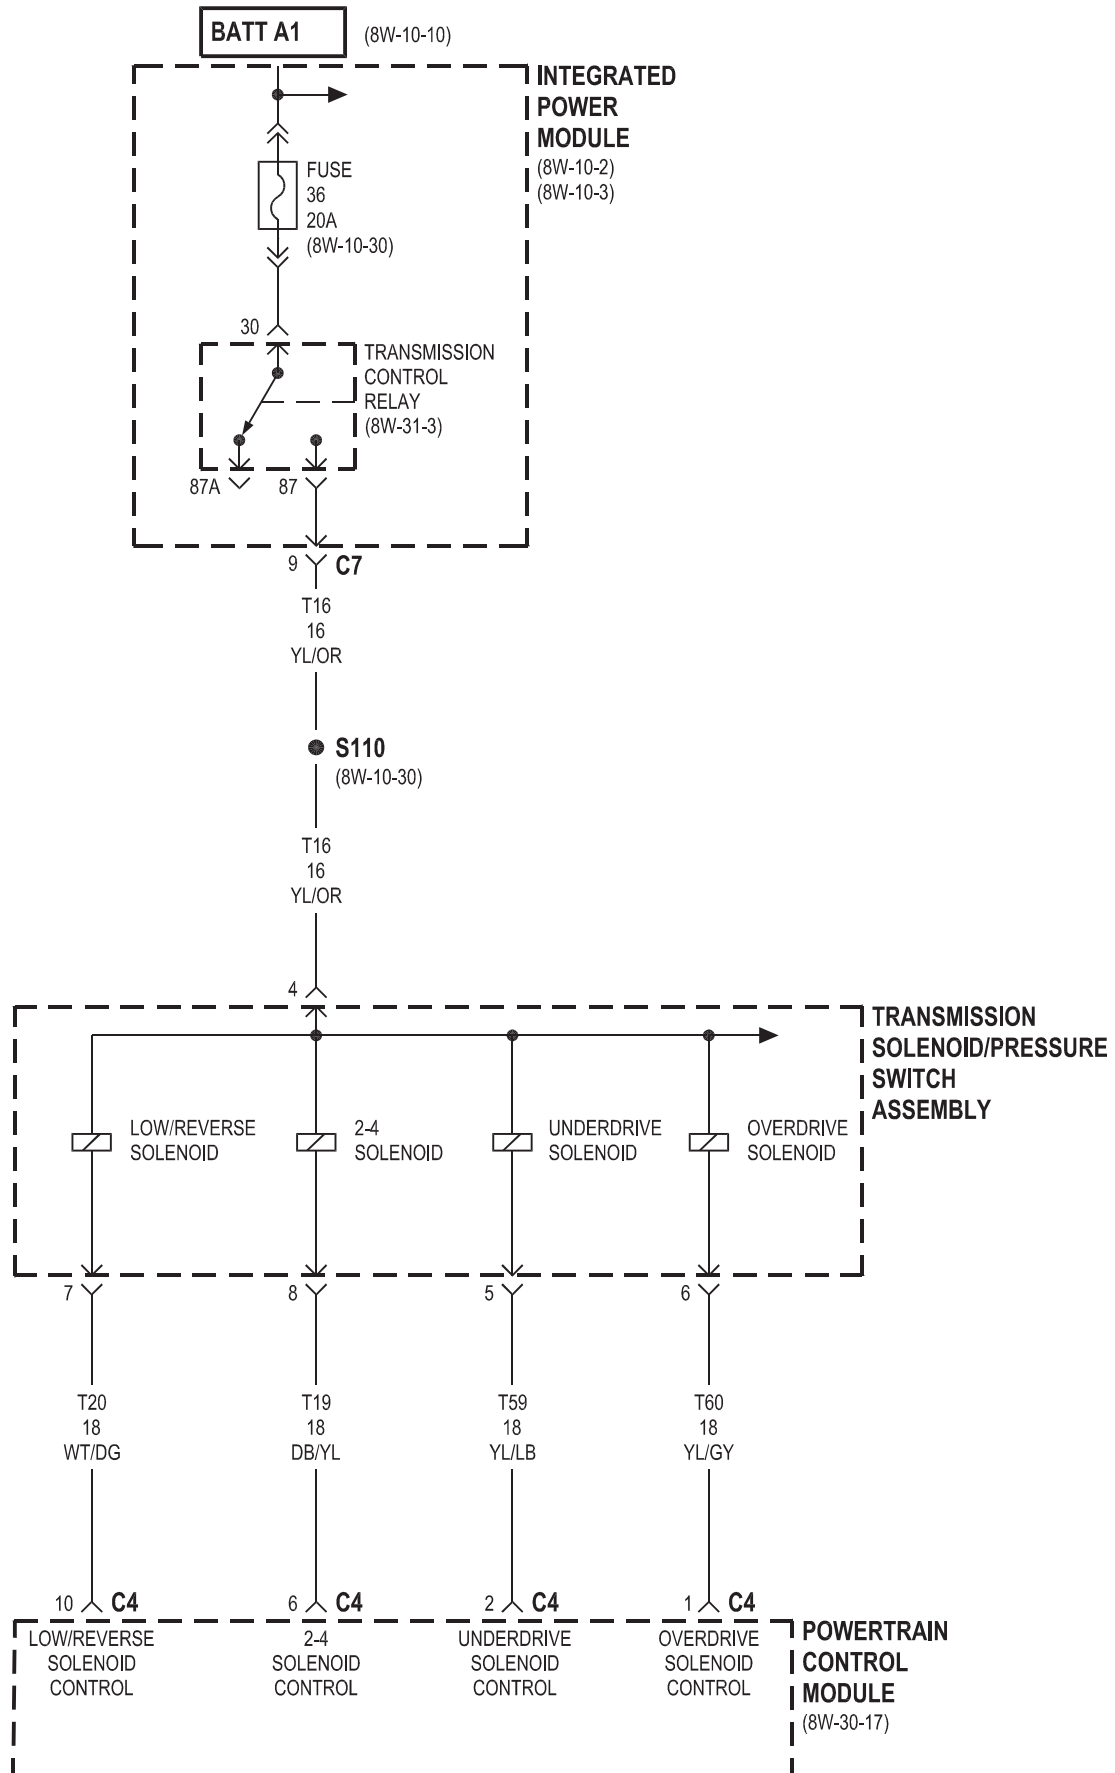 BATT A1
(8W-10-10)
INTEGRATED
POWER
MODULE
(8W-10-2)
(8W-10-3)
FUSE
36
20A
(8W-10-30)
30
TRANSMISSION
CONTROL
RELAY
(8W-31-3)
87A
87
9
C7
T16
16
YL/OR
S110
(8W-10-30)
T16
16
YL/OR
4
TRANSMISSION
SOLENOID/PRESSURE
SWITCH
ASSEMBLY
LOW/REVERSE
SOLENOID
2-4
SOLENOID
UNDERDRIVE
SOLENOID
OVERDRIVE
SOLENOID
7
8
5
6
T20
18
WT/DG
T19
18
DB/YL
T59
18
YL/LB
T60
18
YL/GY
10 C4
6 C4
2 C4
1 C4
LOW/REVERSE
SOLENOID
CONTROL
2-4
SOLENOID
CONTROL
UNDERDRIVE
SOLENOID
CONTROL
OVERDRIVE
SOLENOID
CONTROL
POWERTRAIN
CONTROL
MODULE
(8W-30-17)